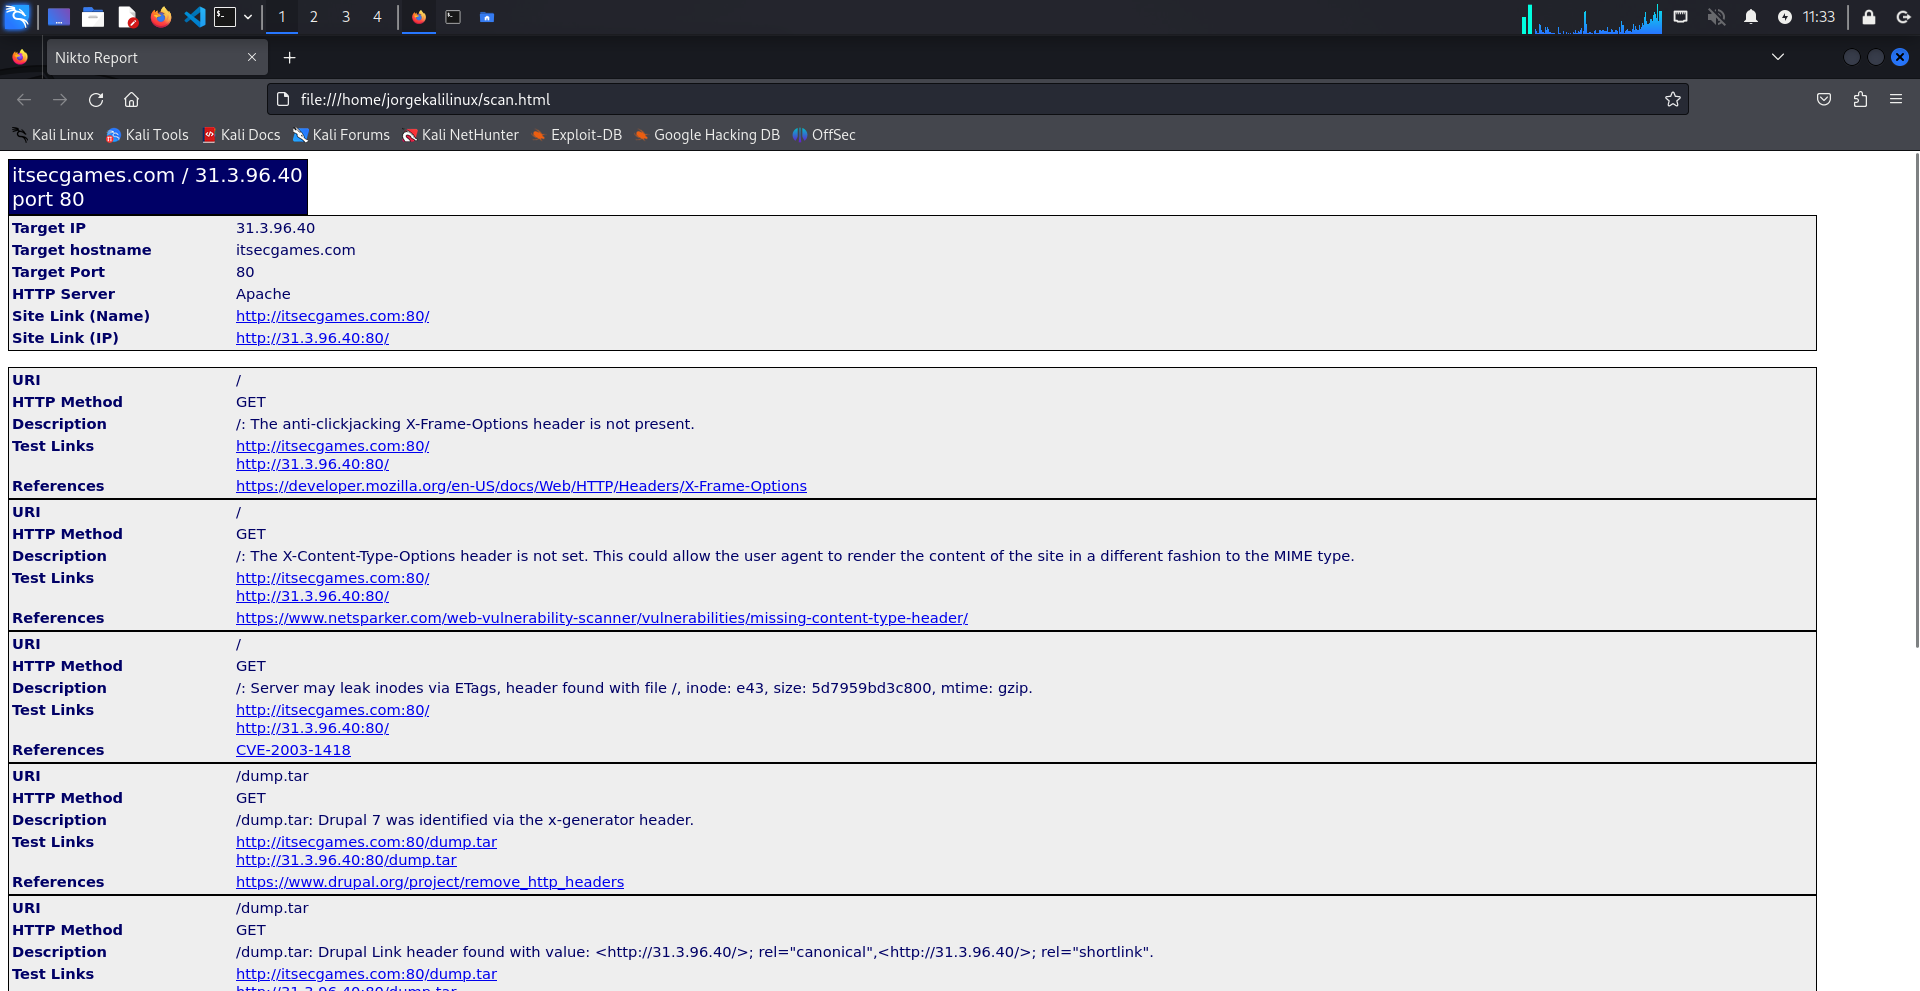 1 2 3 4 11:33
Nikto Report
file:///home/jorgekalilinux/scan.html
Kali Linux Kali Tools Kali Docs Kali Forums Kali NetHunter Exploit-DB Google Hacking DB OffSec
itsecgames.com / 31.3.96.40
port 80
Target IP 31.3.96.40
Target hostname itsecgames.com
Target Port 80
HTTP Server Apache
Site Link (Name) http://itsecgames.com:80/
Site Link (IP) http://31.3.96.40:80/
URI /
HTTP Method GET
Description /: The anti-clickjacking X-Frame-Options header is not present.
Test Links http://itsecgames.com:80/
http://31.3.96.40:80/
References https://developer.mozilla.org/en-US/docs/Web/HTTP/Headers/X-Frame-Options
URI /
HTTP Method GET
Description /: The X-Content-Type-Options header is not set. This could allow the user agent to render the content of the site in a different fashion to the MIME type.
Test Links http://itsecgames.com:80/
http://31.3.96.40:80/
References https://www.netsparker.com/web-vulnerability-scanner/vulnerabilities/missing-content-type-header/
URI /
HTTP Method GET
Description /: Server may leak inodes via ETags, header found with file /, inode: e43, size: 5d7959bd3c800, mtime: gzip.
Test Links http://itsecgames.com:80/
http://31.3.96.40:80/
References CVE-2003-1418
URI /dump.tar
HTTP Method GET
Description /dump.tar: Drupal 7 was identified via the x-generator header.
Test Links http://itsecgames.com:80/dump.tar
http://31.3.96.40:80/dump.tar
References https://www.drupal.org/project/remove_http_headers
URI /dump.tar
HTTP Method GET
Description /dump.tar: Drupal Link header found with value: <http://31.3.96.40/>; rel="canonical",<http://31.3.96.40/>; rel="shortlink".
Test Links http://itsecgames.com:80/dump.tar
http://31.3.96.40:80/dump.tar